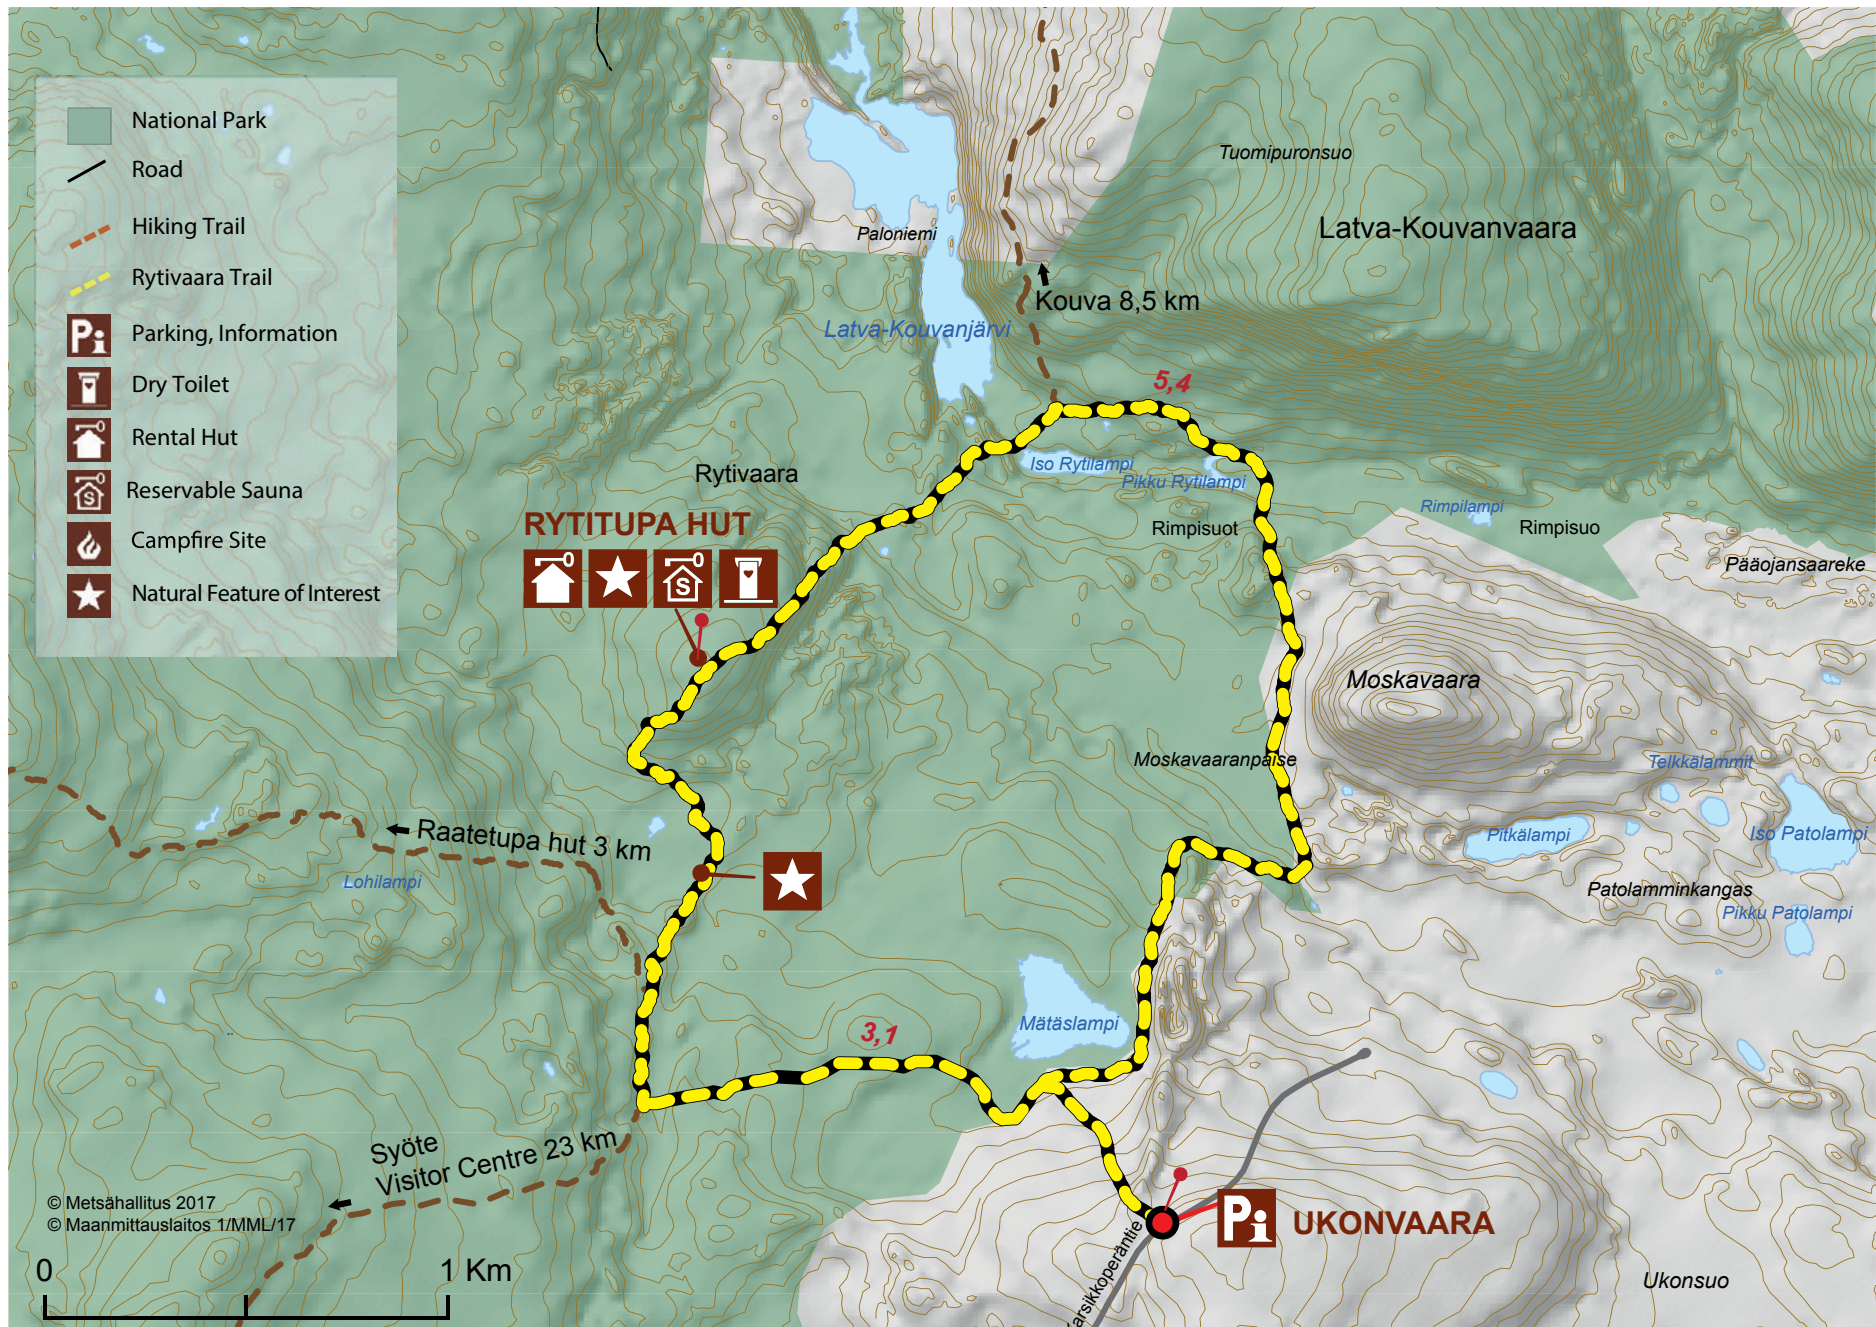 National Park
Road
Hiking Trail
Rytivaara Trail
Pi
Parking, Information
Dry Toilet
Rental Hut
S
Reservable Sauna
Campfire Site
Natural Feature of Interest
Tuomipuronsuo
Latva-Kouvanvaara
Paloniemi
Kouva 8,5 km
Latva-Kouvanjärvi
5,4
Rytivaara
Iso Rytilampi
Pikku Rytilampi
Rimpilampi
Rimpisuot
Rimpisuo
RYTITUPA HUT
S
Pääojansaareke
Moskavaara
Moskavaaranpalse
Telkkälammit
Raatetupa hut 3 km
Pitkälampi
Iso Patolampi
Lohilampi
Patolamminkangas
Pikku Patolampi
Mätäslampi
3,1
Syöte
Visitor Centre 23 km
© Metsähallitus 2017
© Maanmittauslaitos 1/MML/17
Pi
UKONVAARA
arsikkoperäntie
Ukonsuo
0
1 Km